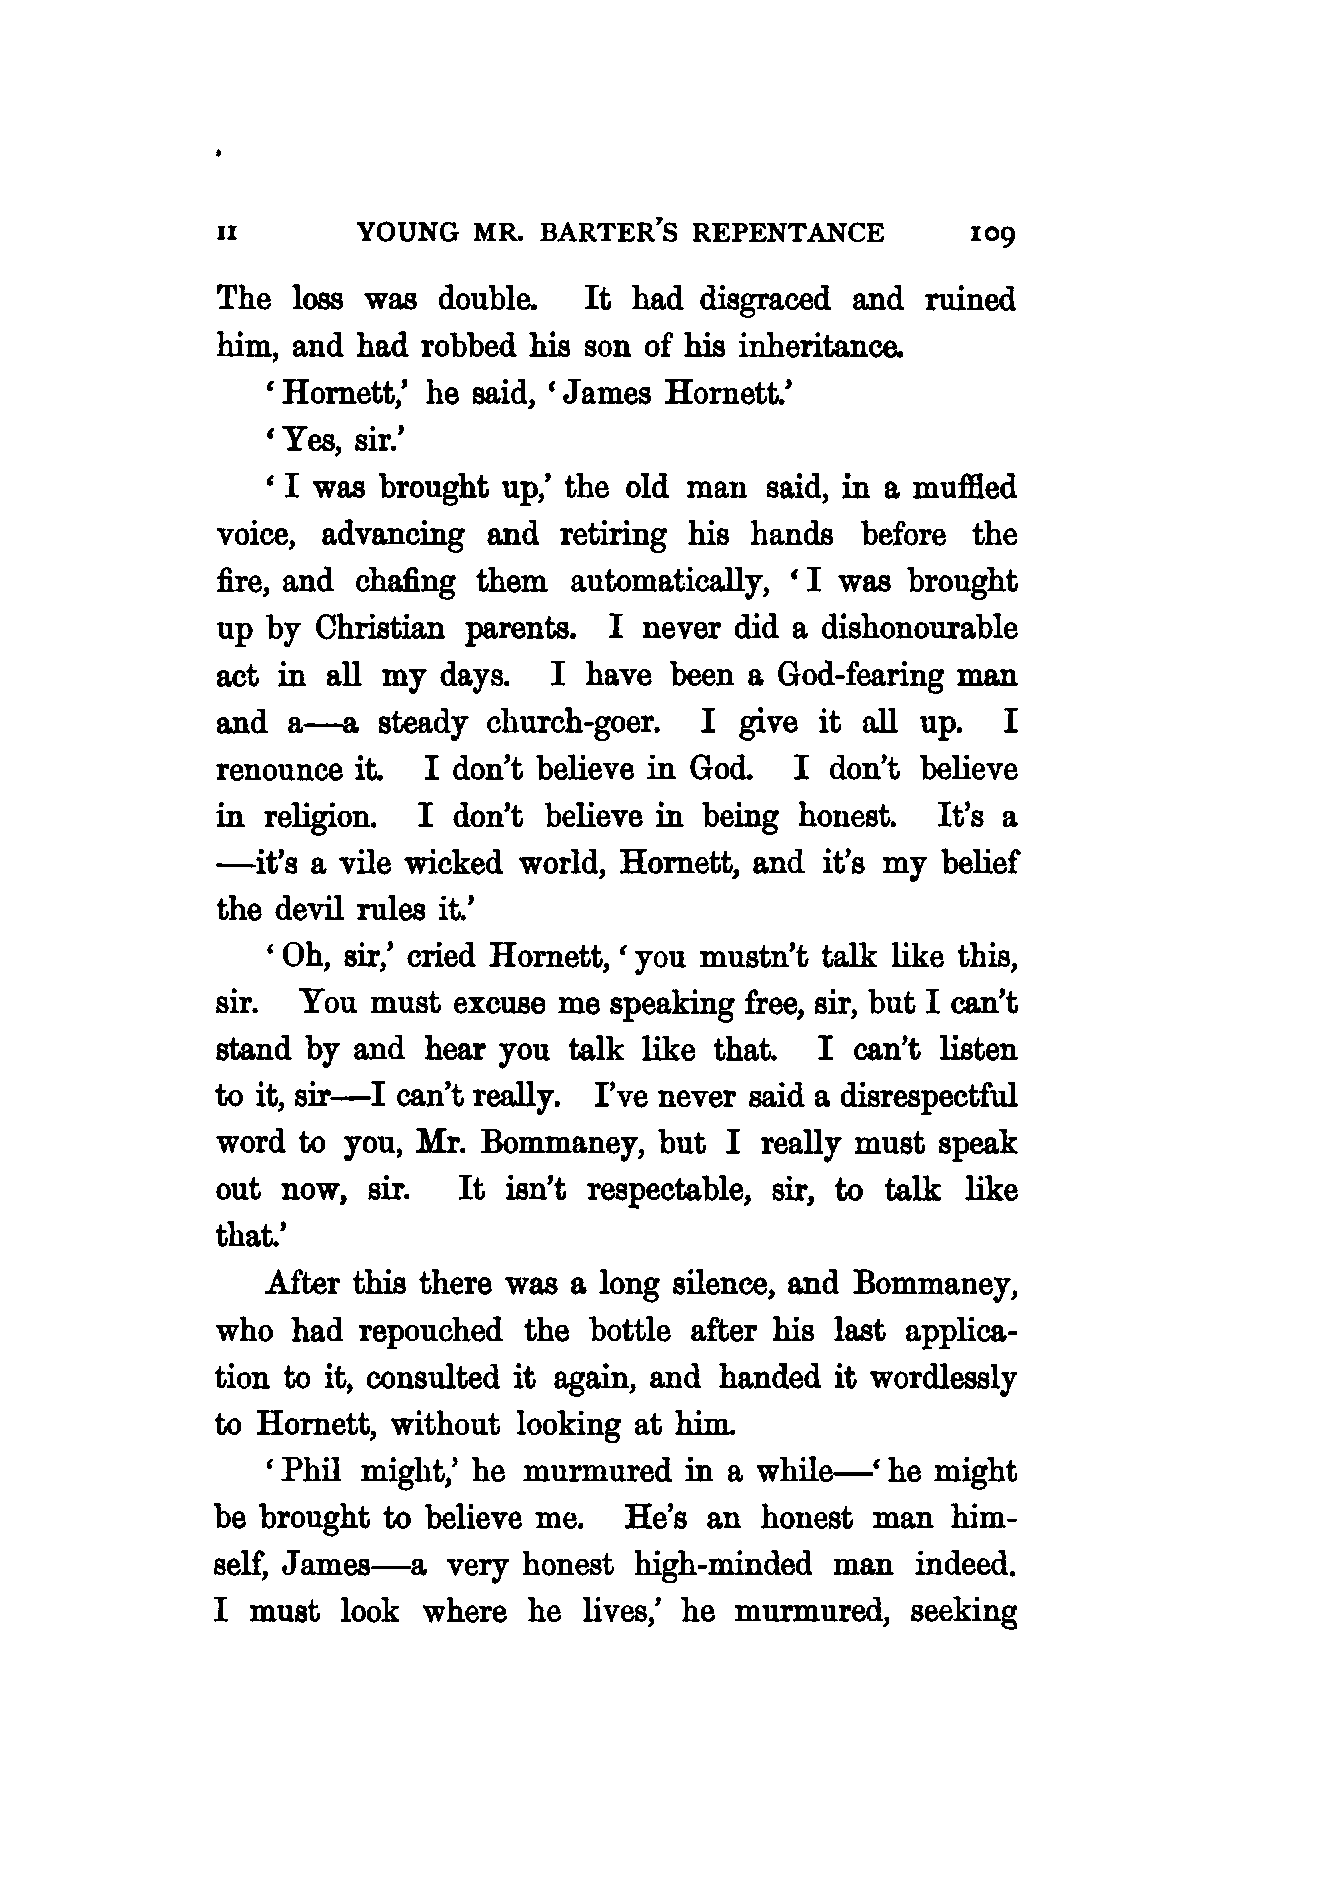 II YOUNG MR. BARTER'S REPENTANCE 109
The loss was double. It had disgraced and ruined
him, and had robbed his son of his inheritance.
'Hornett,' he said, 'James Hornett.'
'Yes, sir.'
'I was brought up,' the old man said, in a muffled
voice, advancing and retiring his hands before the
fire, and chafing them automatically, 'I was brought
up by Christian parents. I never did a dishonourable
act in all my days. I have been a God-fearing man
and a—a steady church-goer. I give it all up. I
renounce it. I don't believe in God. I don't believe
in religion. I don't believe in being honest. It's a
—it's a vile wicked world, Hornett, and it's my belief
the devil rules it.'
'Oh, sir,' cried Hornett, 'you mustn't talk like this,
sir. You must excuse me speaking free, sir, but I can't
stand by and hear you talk like that. I can't listen
to it, sir—I can't really. I've never said a disrespectful
word to you, Mr. Bommaney, but I really must speak
out now, sir. It isn't respectable, sir, to talk like
that.'
After this there was a long silence, and Bommaney,
who had repouched the bottle after his last applica-
tion to it, consulted it again, and handed it wordlessly
to Hornett, without looking at him.
'Phil might,' he murmured in a while—'he might
be brought to believe me. He's an honest man him-
self, James—a very honest high-minded man indeed.
I must look where he lives,' he murmured, seeking